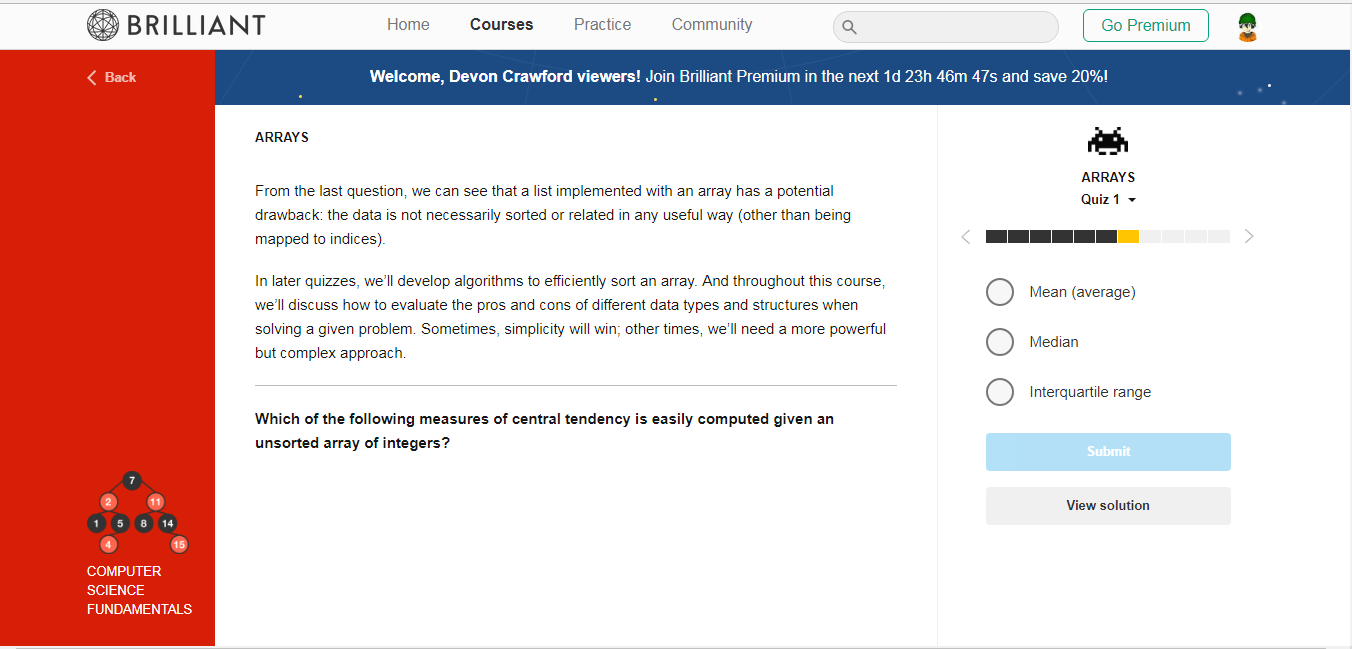 BRILLIANT
Home Courses Practice Community
Go Premium
Back
Welcome, Devon Crawford viewers! Join Brilliant Premium in the next 1d 23h 46m 47s and save 20%!
ARRAYS
From the last question, we can see that a list implemented with an array has a potential
drawback: the data is not necessarily sorted or related in any useful way (other than being
mapped to indices).
In later quizzes, we’ll develop algorithms to efficiently sort an array. And throughout this course,
we’ll discuss how to evaluate the pros and cons of different data types and structures when
solving a given problem. Sometimes, simplicity will win; other times, we’ll need a more powerful
but complex approach.
Which of the following measures of central tendency is easily computed given an
unsorted array of integers?
ARRAYS
Quiz 1
Mean (average)
Median
Interquartile range
Submit
View solution
7
2 11
1 5 8 14
4 15
COMPUTER
SCIENCE
FUNDAMENTALS